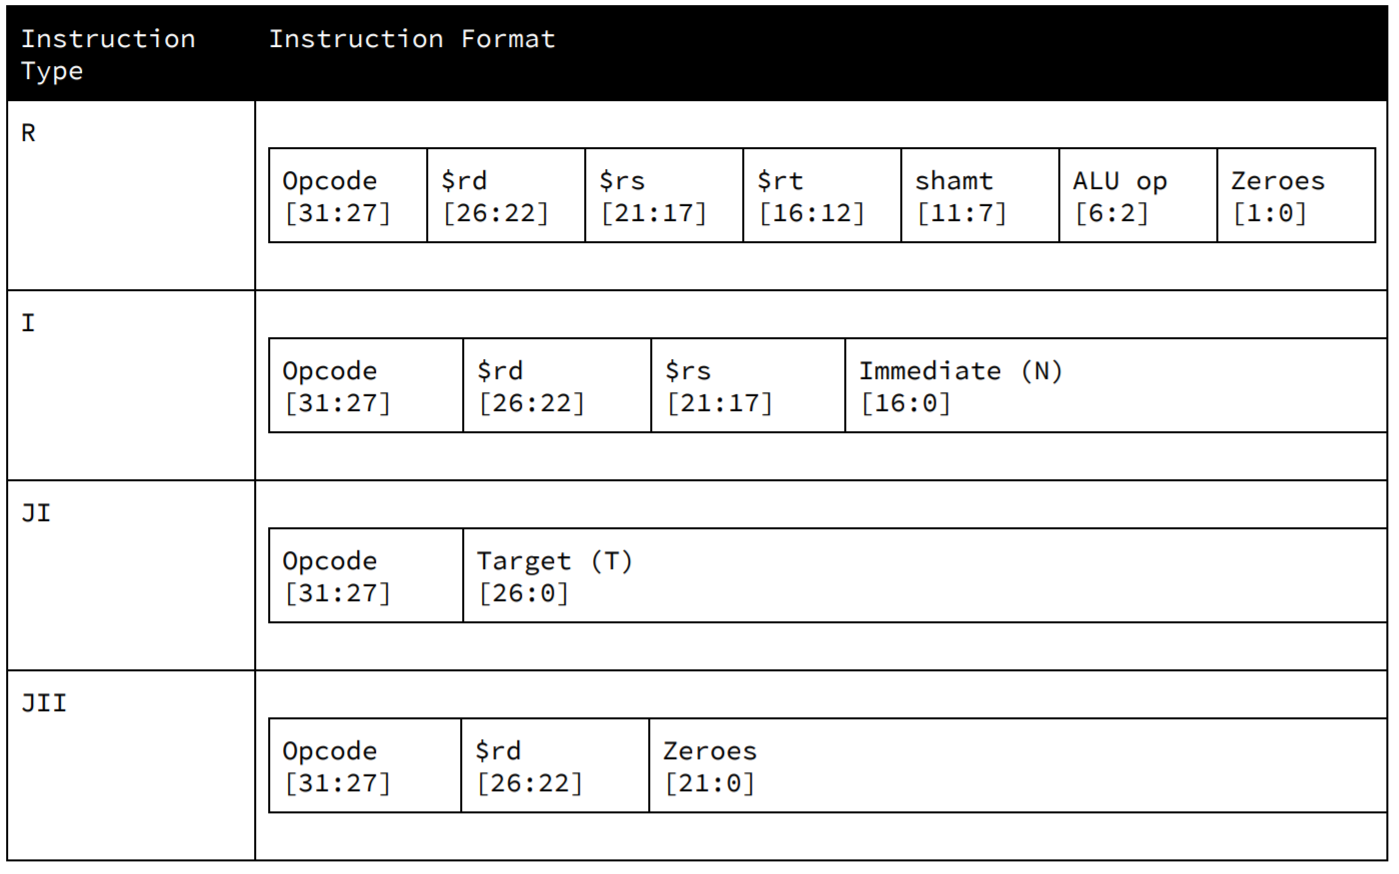 Instruction Type
Instruction Format
R
Opcode [31:27]
$rd [26:22]
$rs [21:17]
$rt [16:12]
shamt [11:7]
ALU op [6:2]
Zeroes [1:0]
I
Opcode [31:27]
$rd [26:22]
$rs [21:17]
Immediate (N) [16:0]
JI
Opcode [31:27]
Target (T) [26:0]
JII
Opcode [31:27]
$rd [26:22]
Zeroes [21:0]